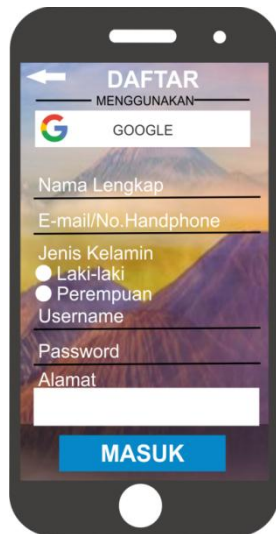 DAFTAR
MENGGUNAKAN
GOOGLE
Nama Lengkap
E-mail/No.Handphone
Jenis Kelamin
Laki-laki
Perempuan
Username
Password
Alamat
MASUK